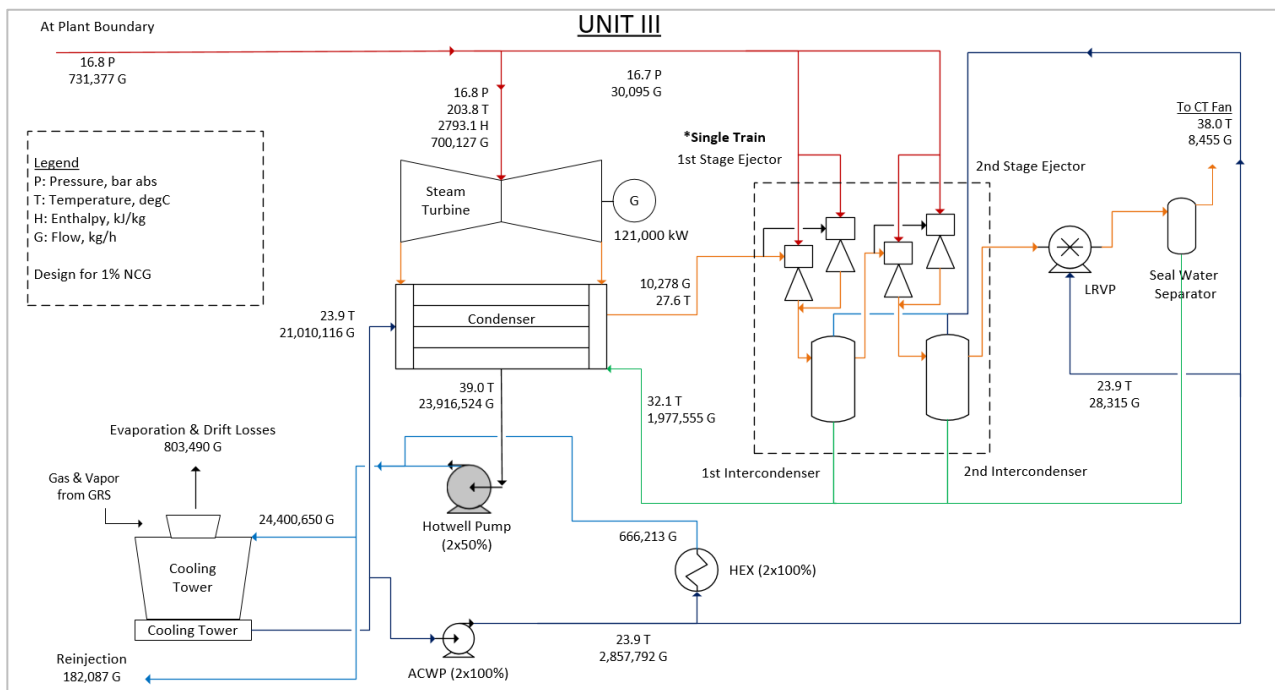 UNIT III
At Plant Boundary
16.8 P
731,377 G
16.8 P
203.8 T
2793.1 H
700,127 G
16.7 P
30,095 G
To CT Fan
38.0 T
8,455 G
Legend
P: Pressure, bar abs
T: Temperature, degC
H: Enthalpy, kJ/kg
G: Flow, kg/h
Design for 1% NCG
*Single Train
1st Stage Ejector
2nd Stage Ejector
Steam
Turbine
G
121,000 kW
10,278 G
27.6 T
LRVP
Seal Water
Separator
23.9 T
21,010,116 G
Condenser
39.0 T
23,916,524 G
32.1 T
1,977,555 G
23.9 T
28,315 G
Evaporation & Drift Losses
803,490 G
1st Intercondenser
2nd Intercondenser
Gas & Vapor
from GRS
24,400,650 G
Hotwell Pump
(2x50%)
666,213 G
HEX (2x100%)
Cooling
Tower
Cooling Tower
23.9 T
2,857,792 G
ACWP (2x100%)
Reinjection
182,087 G